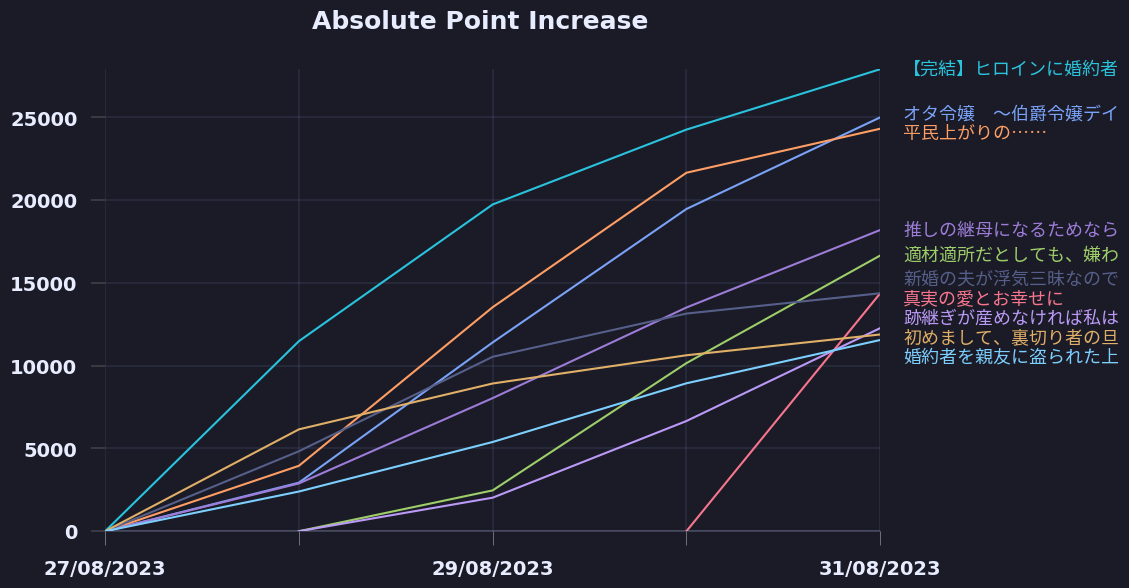 Absolute Point Increase
25000
20000
15000
10000
5000
0
27/08/2023
29/08/2023
31/08/2023
【完結】ヒロインに婚約者
オタ令嬢　～伯爵令嬢デイ
平民上がりの……
推しの継母になるためなら
適材適所だとしても、嫌わ
新婚の夫が浮気三昧なので
真実の愛とお幸せに
跡継ぎが産めなければ私は
初めまして、裏切り者の旦
婚約者を親友に盗られた上